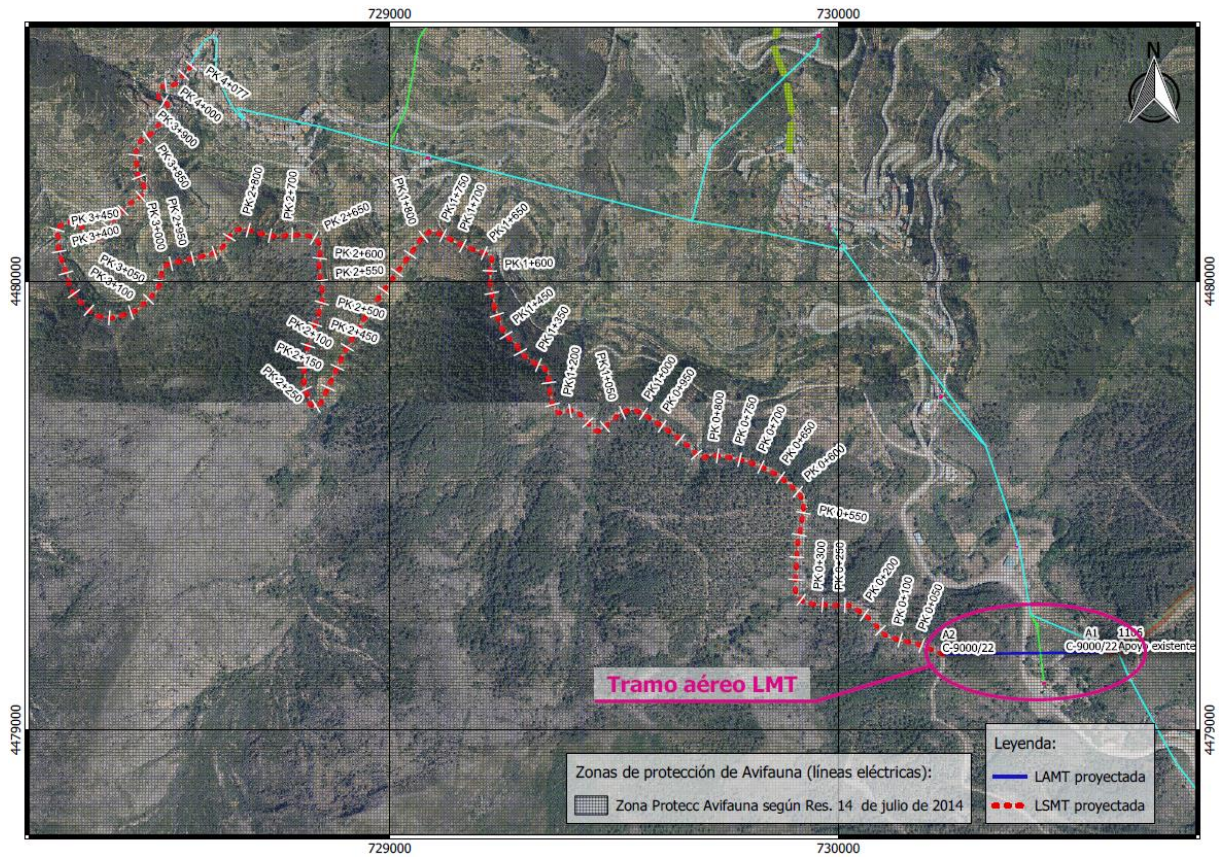 729000
730000
N
4480000
4480000
4479000
4479000
PK 4+077
PK 4+000
PK 3+900
PK 3+850
PK 3+450
PK 3+400
PK 3+000
PK 2+950
PK 2+800
PK 2+700
PK 2+650
PK 2+600
PK 2+550
PK 2+500
PK 2+450
PK 3+050
PK 3+100
PK 2+100
PK 2+150
PK 2+250
PK 1+750
PK 1+700
PK 1+650
PK 1+600
PK 1+450
PK 1+350
PK 1+200
PK 1+050
PK 1+000
PK 0+950
PK 0+800
PK 0+750
PK 0+700
PK 0+650
PK 0+600
PK 0+550
PK 0+300
PK 0+250
PK 0+200
PK 0+100
PK 0+050
A2
C-9000/22
A1
C-9000/22
1106
Apoyo existente
Tramo aéreo LMT
Zonas de protección de Avifauna (líneas eléctricas):
Zona Protecc Avifauna según Res. 14 de julio de 2014
Leyenda:
LAMT proyectada
LSMT proyectada
729000
730000